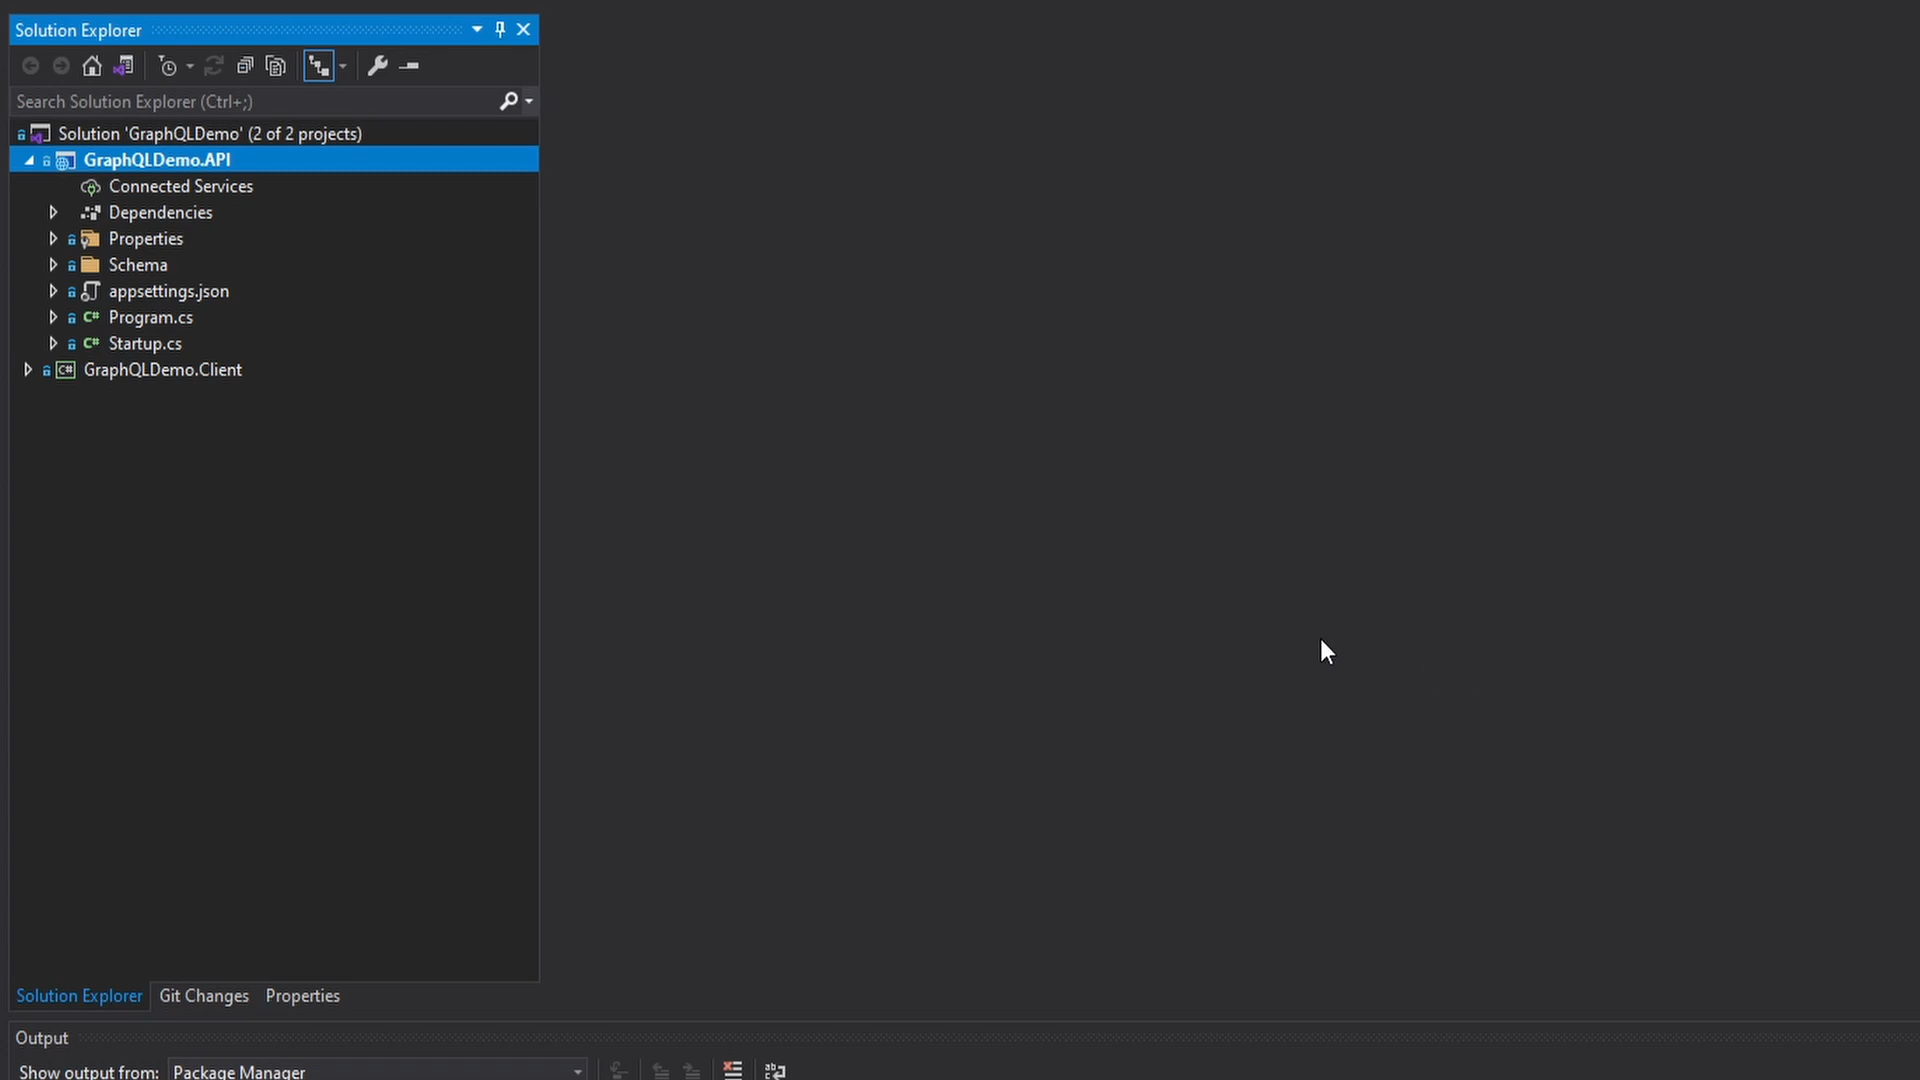 Solution Explorer
Search Solution Explorer (Ctrl+;)
Solution 'GraphQLDemo' (2 of 2 projects)
GraphQLDemo.API
Connected Services
Dependencies
Properties
Schema
appsettings.json
C# Program.cs
C# Startup.cs
C# GraphQLDemo.Client
Solution Explorer Git Changes Properties
Output
Show output from: Package Manager